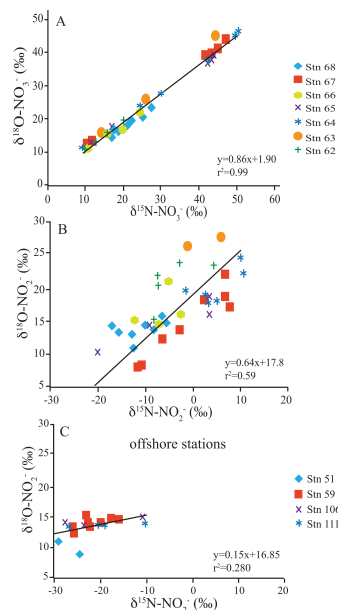 A
δ¹⁸O-NO₃⁻ (‰)
50
40
30
20
10
0
0 10 20 30 40 50 60
y=0.86x+1.90
r²=0.99
δ¹⁵N-NO₃⁻ (‰)
Stn 68
Stn 67
Stn 66
Stn 65
Stn 64
Stn 63
Stn 62
B
δ¹⁸O-NO₂⁻ (‰)
30
25
20
15
10
5
-30 -20 -10 0 10 20
y=0.64x+17.8
r²=0.59
δ¹⁵N-NO₂⁻ (‰)
C
offshore stations
δ¹⁸O-NO₂⁻ (‰)
30
25
20
15
10
5
-30 -20 -10 0 10 20
y=0.15x+16.85
r²=0.280
δ¹⁵N-NO₂⁻ (‰)
Stn 51
Stn 59
Stn 106
Stn 111